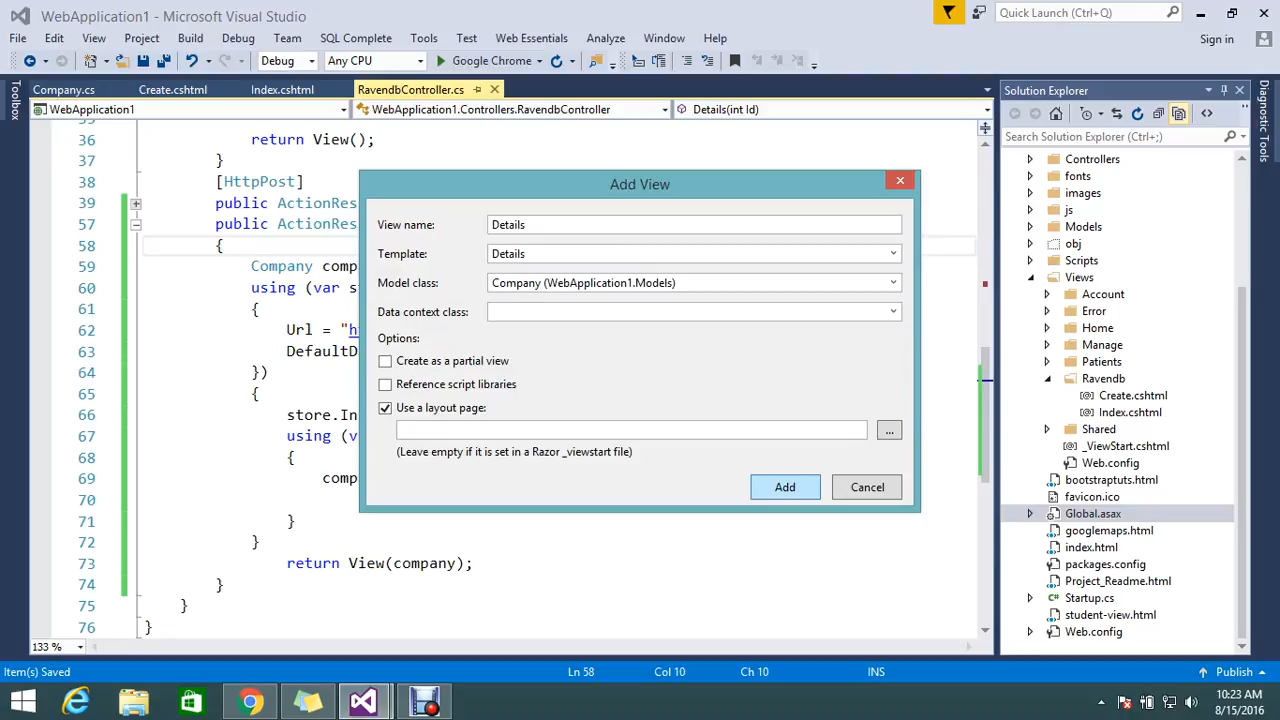 WebApplication1 - Microsoft Visual Studio
Quick Launch (Ctrl+Q)
File Edit View Project Build Debug Team SQL Complete Tools Test Web Essentials Analyze Window Help
Sign in
Debug Any CPU Google Chrome
Toolbox
Company.cs Create.cshtml Index.cshtml RavendbController.cs
WebApplication1 WebApplication1.Controllers.RavendbController Details(int Id)
35
36 return View();
37 }
38 [HttpPost]
39 public ActionRes
57 public ActionRes
58 {
59 Company comp
60 using (var s
61 {
62 Url = "h
63 DefaultD
64 })
65 {
66 store.In
67 using (v
68 {
69 comp
70
71 }
72 }
73 return View(company);
74 }
75 }
76 }
133 %
Add View
View name: Details
Template: Details
Model class: Company (WebApplication1.Models)
Data context class:
Options:
Create as a partial view
Reference script libraries
Use a layout page:
...
(Leave empty if it is set in a Razor _viewstart file)
Add Cancel
Solution Explorer
Search Solution Explorer (Ctrl+;)
Controllers
fonts
images
js
Models
obj
Scripts
Views
Account
Error
Home
Manage
Patients
Ravendb
Create.cshtml
Index.cshtml
Shared
_ViewStart.cshtml
Web.config
bootstraptuts.html
favicon.ico
Global.asax
googlemaps.html
index.html
packages.config
Project_Readme.html
Startup.cs
student-view.html
Web.config
Diagnostic Tools
Item(s) Saved Ln 58 Col 10 Ch 10 INS Publish
10:23 AM
8/15/2016